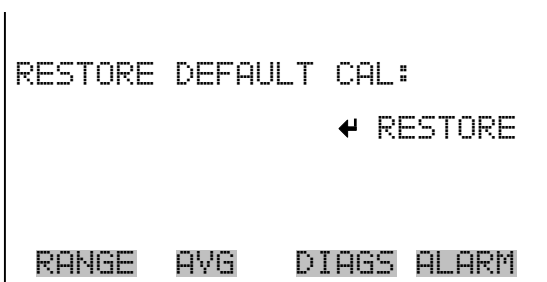 RESTORE DEFAULT CAL:
↵ RESTORE
RANGE AVG DIAGS ALARM